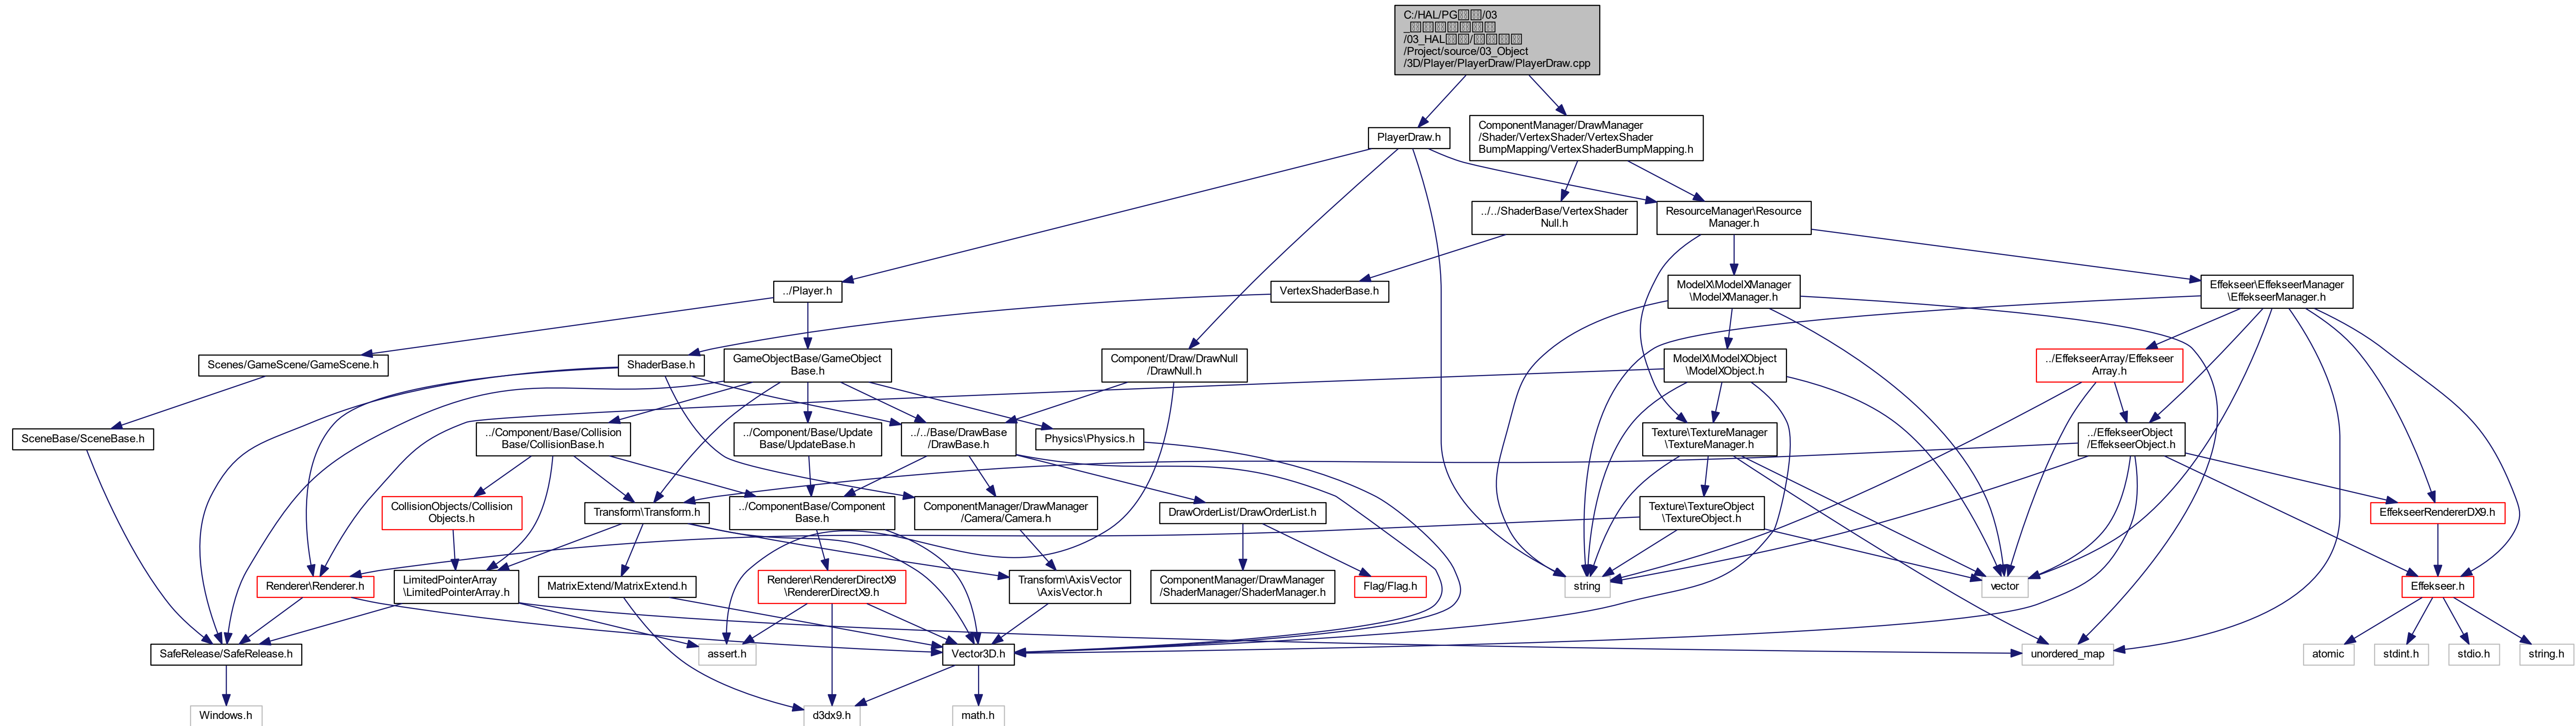 C:/HAL/PG/03
_
/03_HAL/
/Project/source/03_Object
/3D/Player/PlayerDraw/PlayerDraw.cpp
PlayerDraw.h
ComponentManager/DrawManager
/Shader/VertexShader/VertexShader
BumpMapping/VertexShaderBumpMapping.h
../../ShaderBase/VertexShader
Null.h
ResourceManager\Resource
Manager.h
../Player.h
VertexShaderBase.h
ModelX\ModelXManager
\ModelXManager.h
Effekseer\EffekseerManager
\EffekseerManager.h
Scenes/GameScene/GameScene.h
ShaderBase.h
GameObjectBase/GameObject
Base.h
Component/Draw/DrawNull
/DrawNull.h
ModelX\ModelXObject
\ModelXObject.h
../EffekseerArray/Effekseer
Array.h
SceneBase/SceneBase.h
../Component/Base/Collision
Base/CollisionBase.h
../Component/Base/Update
Base/UpdateBase.h
../../Base/DrawBase
/DrawBase.h
Physics\Physics.h
Texture\TextureManager
\TextureManager.h
../EffekseerObject
/EffekseerObject.h
CollisionObjects/Collision
Objects.h
Transform\Transform.h
../ComponentBase/Component
Base.h
ComponentManager/DrawManager
/Camera/Camera.h
DrawOrderList/DrawOrderList.h
Texture\TextureObject
\TextureObject.h
EffekseerRendererDX9.h
Renderer\Renderer.h
LimitedPointerArray
\LimitedPointerArray.h
MatrixExtend/MatrixExtend.h
Renderer\RendererDirectX9
\RendererDirectX9.h
Transform\AxisVector
\AxisVector.h
ComponentManager/DrawManager
/ShaderManager/ShaderManager.h
Flag/Flag.h
string
vector
Effekseer.h
SafeRelease/SafeRelease.h
assert.h
Vector3D.h
unordered_map
atomic
stdint.h
stdio.h
string.h
Windows.h
d3dx9.h
math.h